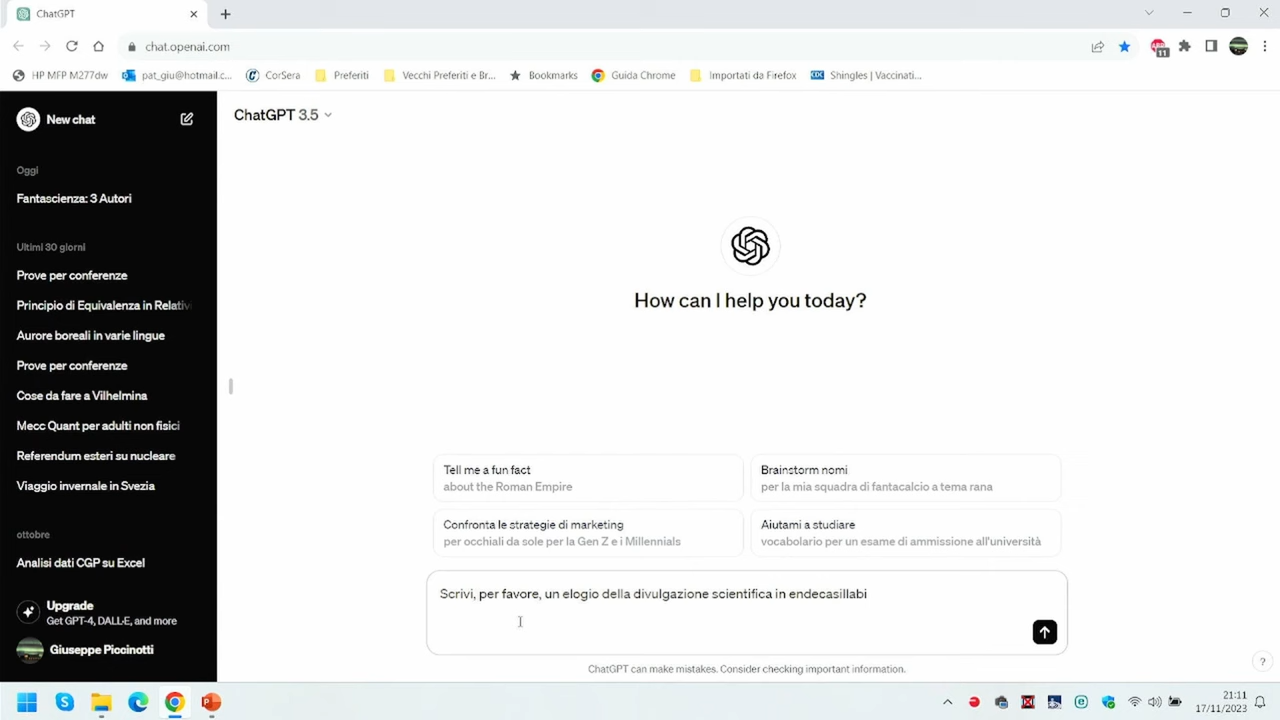 ChatGPT
chat.openai.com
11
HP MFP M277dw
pat_giu@hotmail.c...
CorSera
Preferiti
Vecchi Preferiti e Br...
Bookmarks
Guida Chrome
Importati da Firefox
Shingles | Vaccinati...
New chat
ChatGPT 3.5
Oggi
Fantascienza: 3 Autori
Ultimi 30 giorni
Prove per conferenze
Principio di Equivalenza in Relativi
Aurore boreali in varie lingue
Prove per conferenze
Cose da fare a Vilhelmina
Mecc Quant per adulti non fisici
Referendum esteri su nucleare
Viaggio invernale in Svezia
ottobre
Analisi dati CGP su Excel
Upgrade
Get GPT-4, DALL·E, and more
Giuseppe Piccinotti
How can I help you today?
Tell me a fun fact
about the Roman Empire
Brainstorm nomi
per la mia squadra di fantacalcio a tema rana
Confronta le strategie di marketing
per occhiali da sole per la Gen Z e i Millennials
Aiutami a studiare
vocabolario per un esame di ammissione all'università
Scrivi, per favore, un elogio della divulgazione scientifica in endecasillabi
ChatGPT can make mistakes. Consider checking important information.
?
21:11
17/11/2023